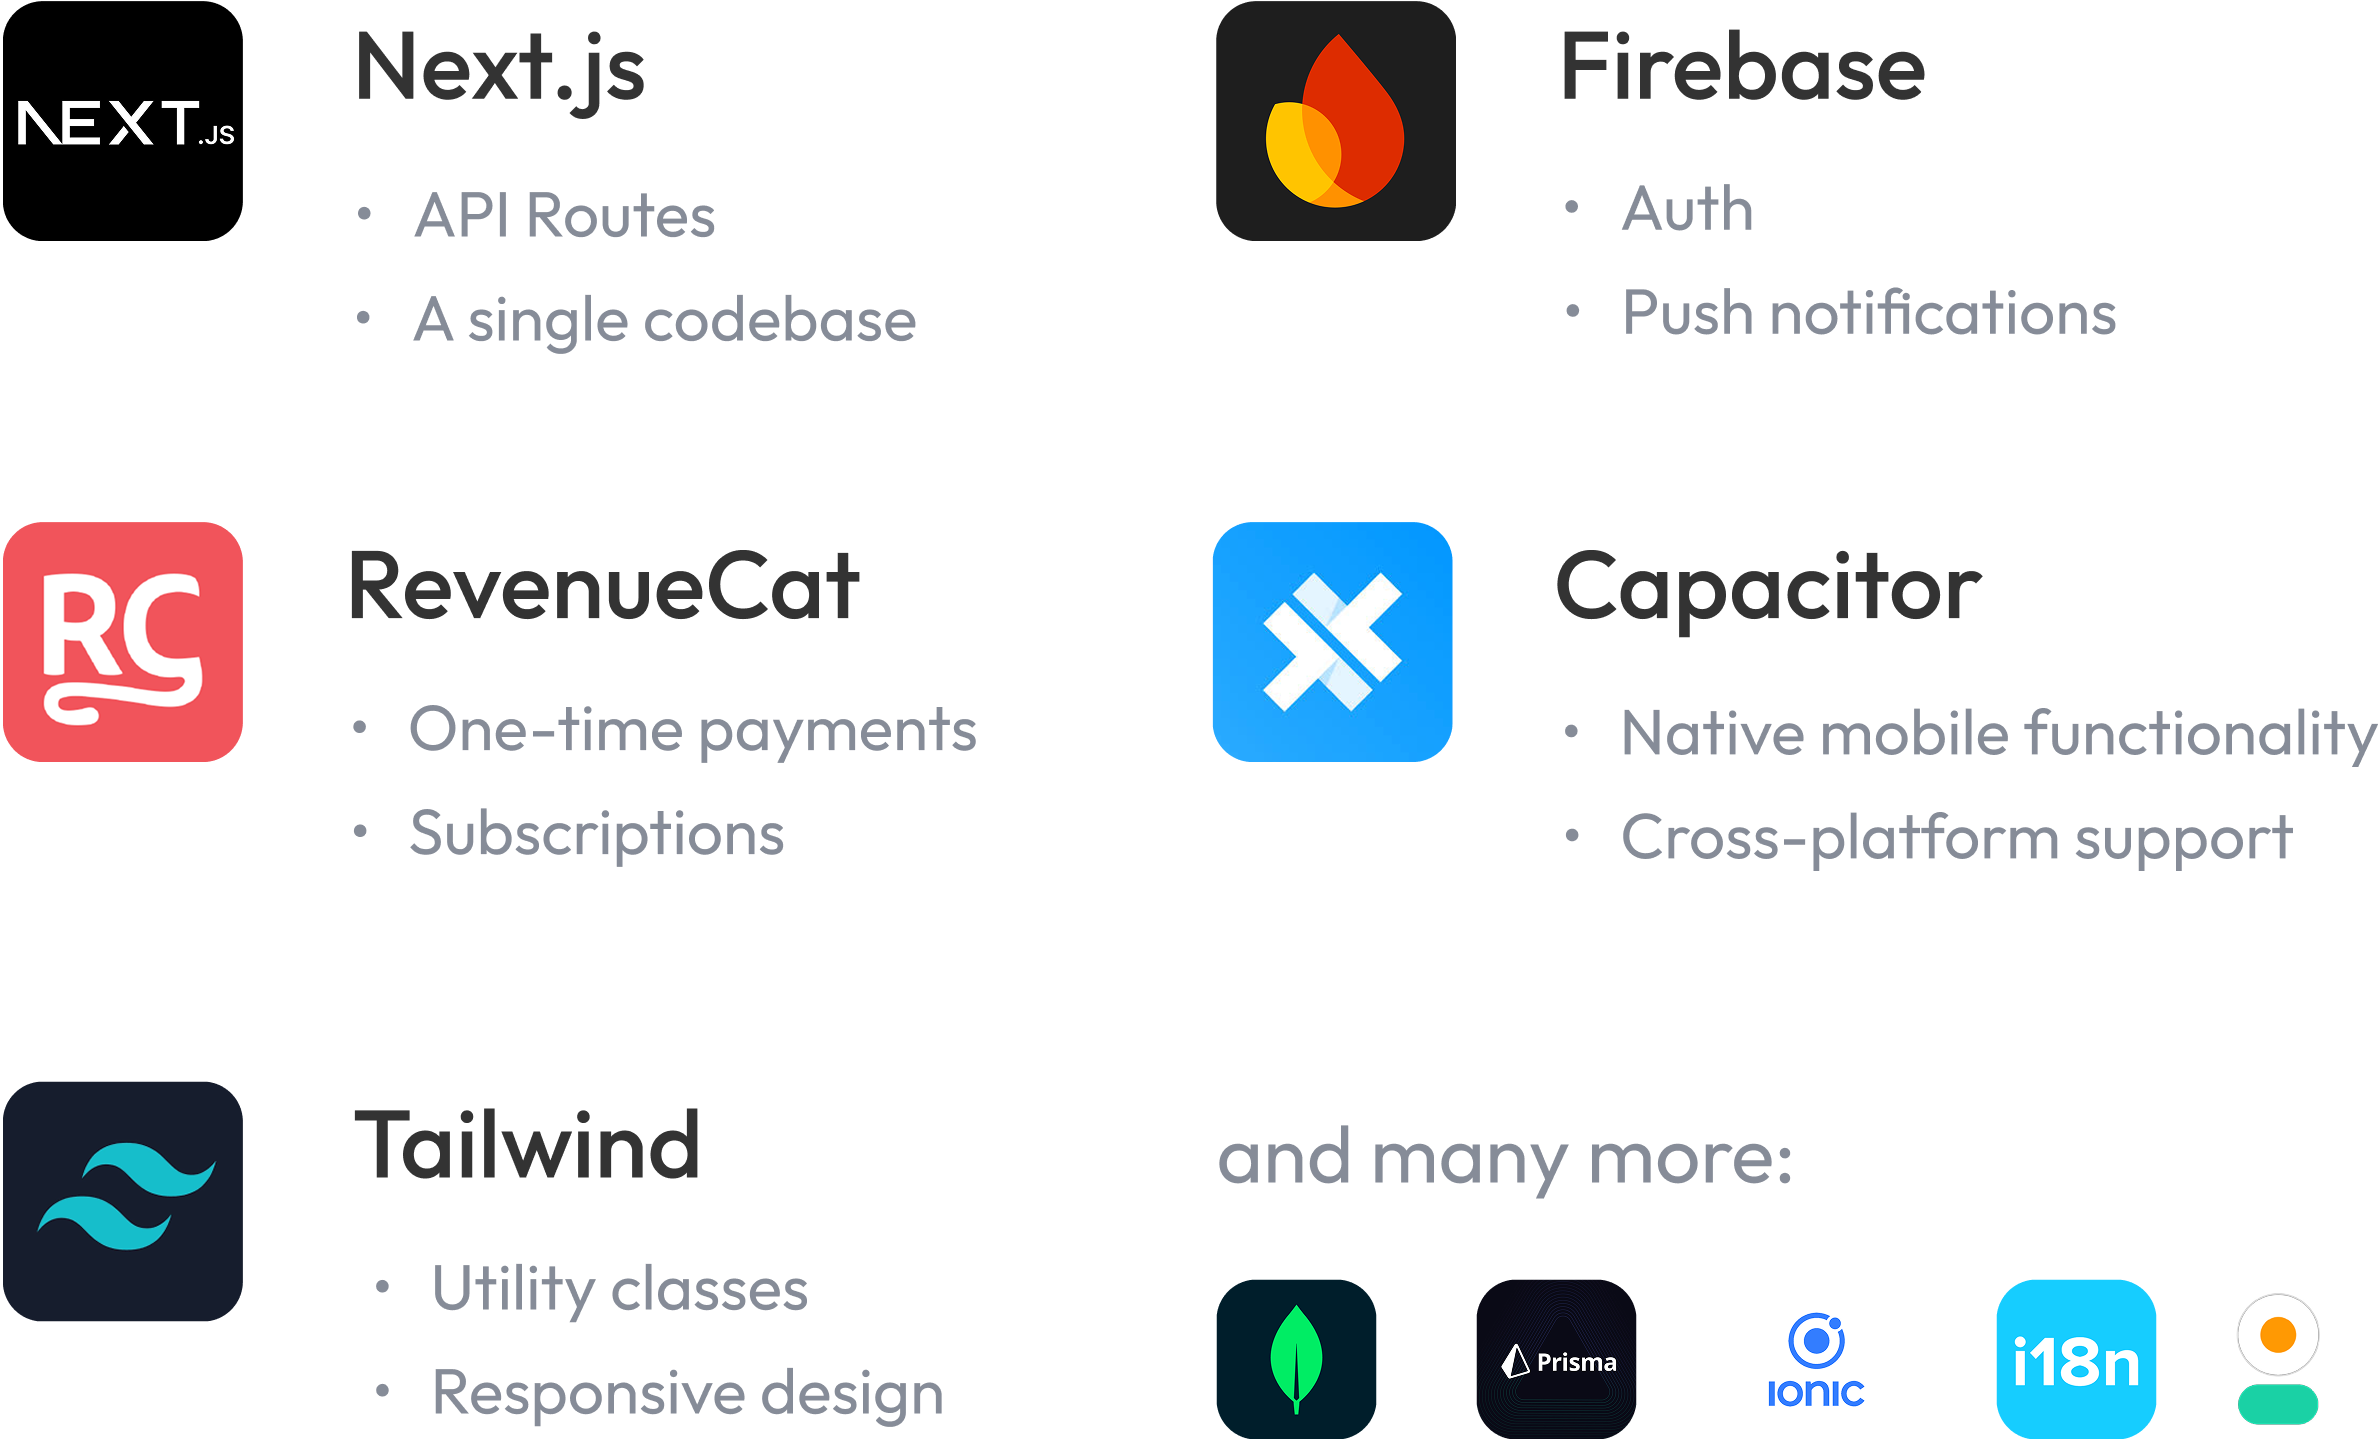 NEXT.JS
Next.js
• API Routes
• A single codebase
Firebase
• Auth
• Push notifications
RC
RevenueCat
• One-time payments
• Subscriptions
Capacitor
• Native mobile functionality
• Cross-platform support
Tailwind
• Utility classes
• Responsive design
and many more:
Prisma
IONIC
i18n